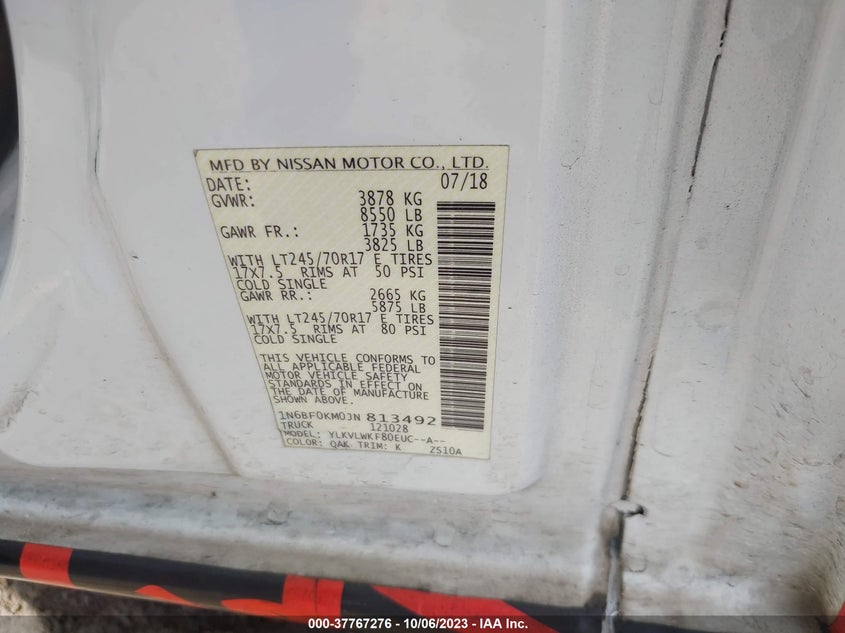 MFD BY NISSAN MOTOR CO., LTD.
DATE: 07/18
GVWR: 3878 KG
8550 LB
GAWR FR.: 1735 KG
3825 LB
WITH LT245/70R17 E TIRES
17X7.5 RIMS AT 50 PSI
COLD SINGLE
GAWR RR.: 2665 KG
5875 LB
WITH LT245/70R17 E TIRES
17X7.5 RIMS AT 80 PSI
COLD SINGLE
THIS VEHICLE CONFORMS TO
ALL APPLICABLE FEDERAL
MOTOR VEHICLE SAFETY
STANDARDS IN EFFECT ON
THE DATE OF MANUFACTURE
SHOWN ABOVE.
1N6BF0KM0JN 813492
TRUCK 121028
MODEL: YLKVLWKF80EUC--A--
COLOR: QAK TRIM: K ZS10A
000-37767276 - 10/06/2023 - IAA Inc.